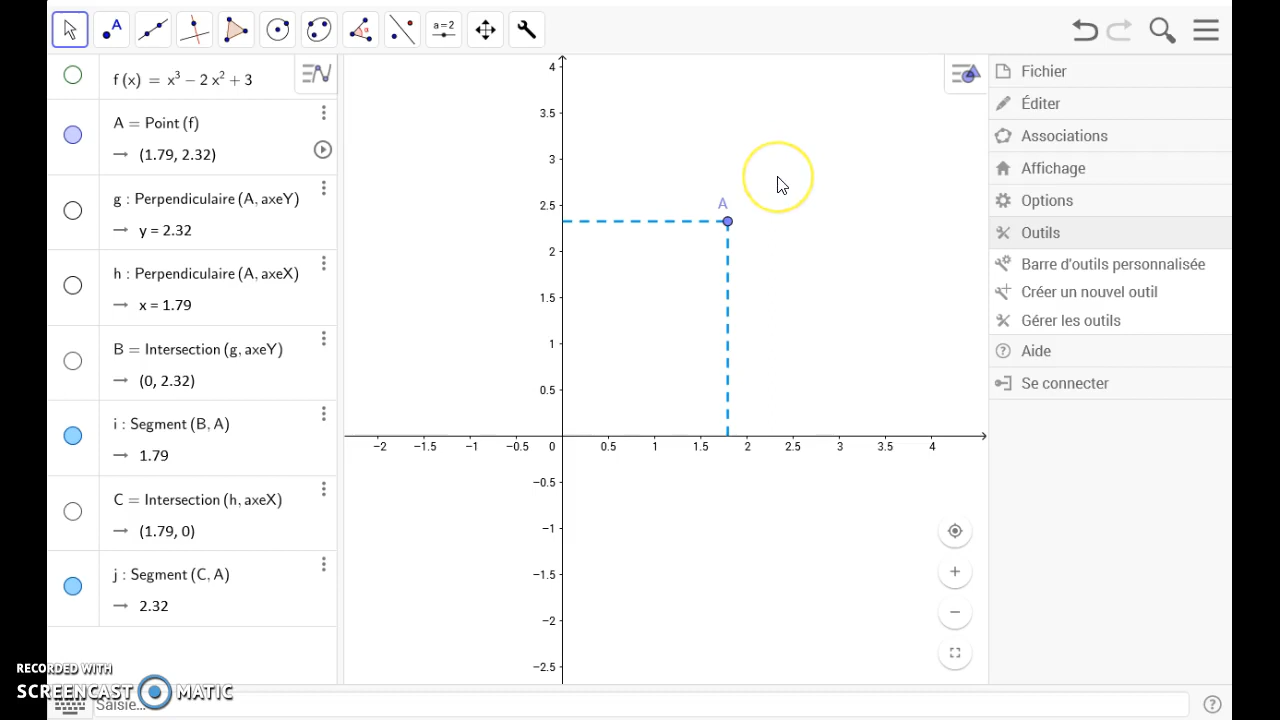 a=2
f (x) = x³ − 2 x² + 3
A = Point (f)
→ (1.79, 2.32)
g : Perpendiculaire (A, axeY)
→ y = 2.32
h : Perpendiculaire (A, axeX)
→ x = 1.79
B = Intersection (g, axeY)
→ (0, 2.32)
i : Segment (B, A)
→ 1.79
C = Intersection (h, axeX)
→ (1.79, 0)
j : Segment (C, A)
→ 2.32
4
3.5
3
2.5
2
1.5
1
0.5
−0.5
−1
−1.5
−2
−2.5
A
−2 −1.5 −1 −0.5 0 0.5 1 1.5 2 2.5 3 3.5 4
Fichier
Éditer
Associations
Affichage
Options
Outils
Barre d'outils personnalisée
Créer un nouvel outil
Gérer les outils
Aide
Se connecter
Saisie...
RECORDED WITH
SCREENCAST MATIC